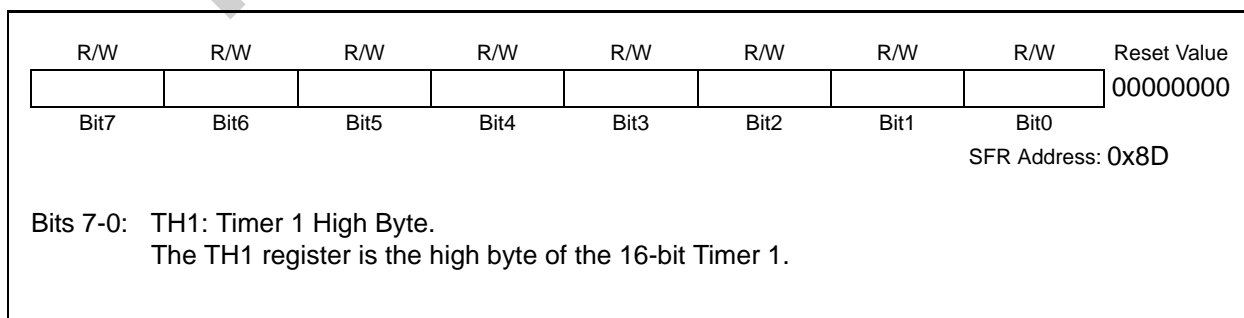 R/W R/W R/W R/W R/W R/W R/W R/W Reset Value
00000000
Bit7 Bit6 Bit5 Bit4 Bit3 Bit2 Bit1 Bit0
SFR Address: 0x8D
Bits 7-0: TH1: Timer 1 High Byte.
The TH1 register is the high byte of the 16-bit Timer 1.